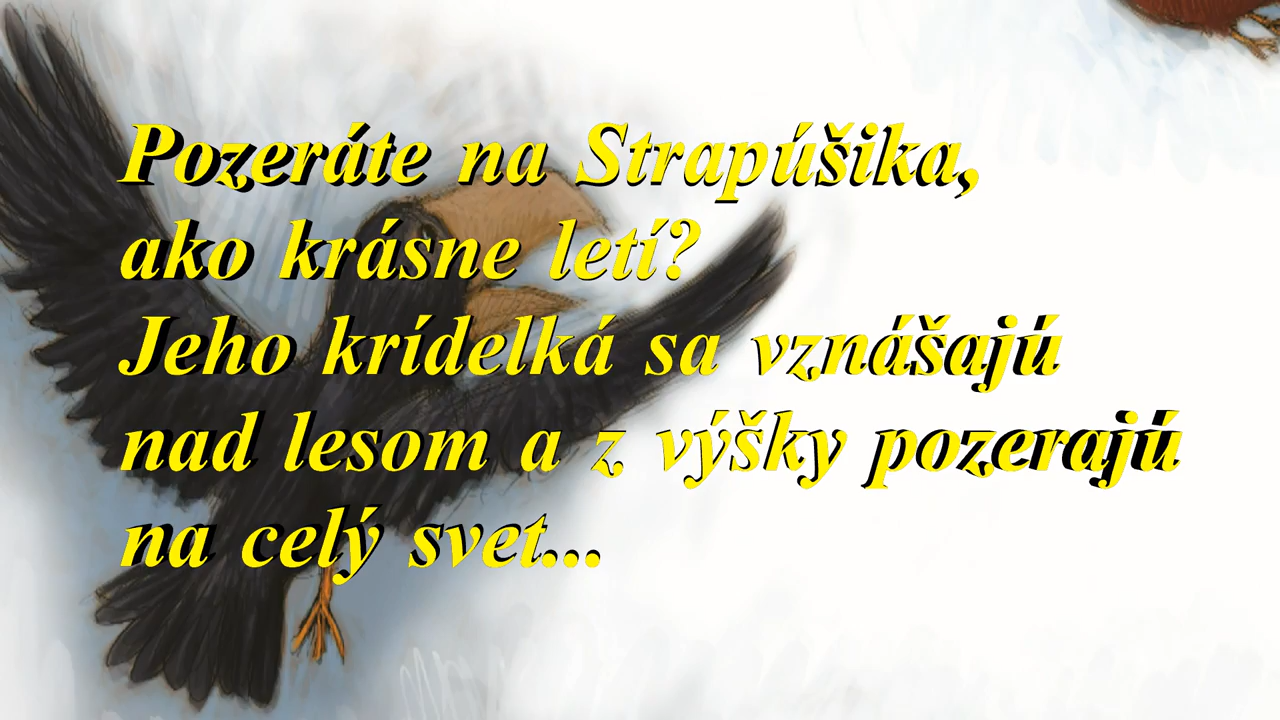 Pozeráte na Strapúšika,
ako krásne letí?
Jeho krídelká sa vznášajú
nad lesom a z výšky pozerajú
na celý svet...